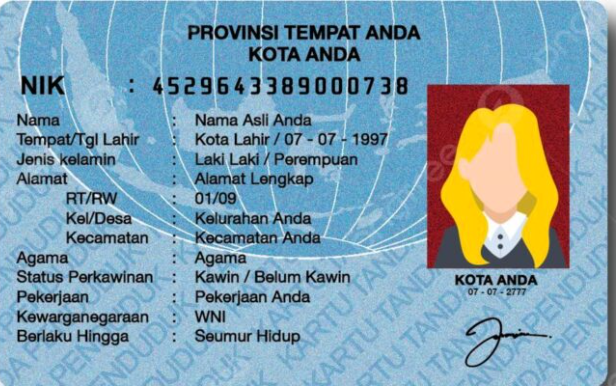 PROVINSI TEMPAT ANDA
KOTA ANDA
NIK : 4529643389000738
Nama : Nama Asli Anda
Tempat/Tgl Lahir : Kota Lahir / 07 - 07 - 1997
Jenis kelamin : Laki Laki / Perempuan
Alamat : Alamat Lengkap
RT/RW : 01/09
Kel/Desa : Kelurahan Anda
Kecamatan : Kecamatan Anda
Agama : Agama
Status Perkawinan : Kawin / Belum Kawin
Pekerjaan : Pekerjaan Anda
Kewarganegaraan : WNI
Berlaku Hingga : Seumur Hidup
KOTA ANDA
07 - 07 - 2777